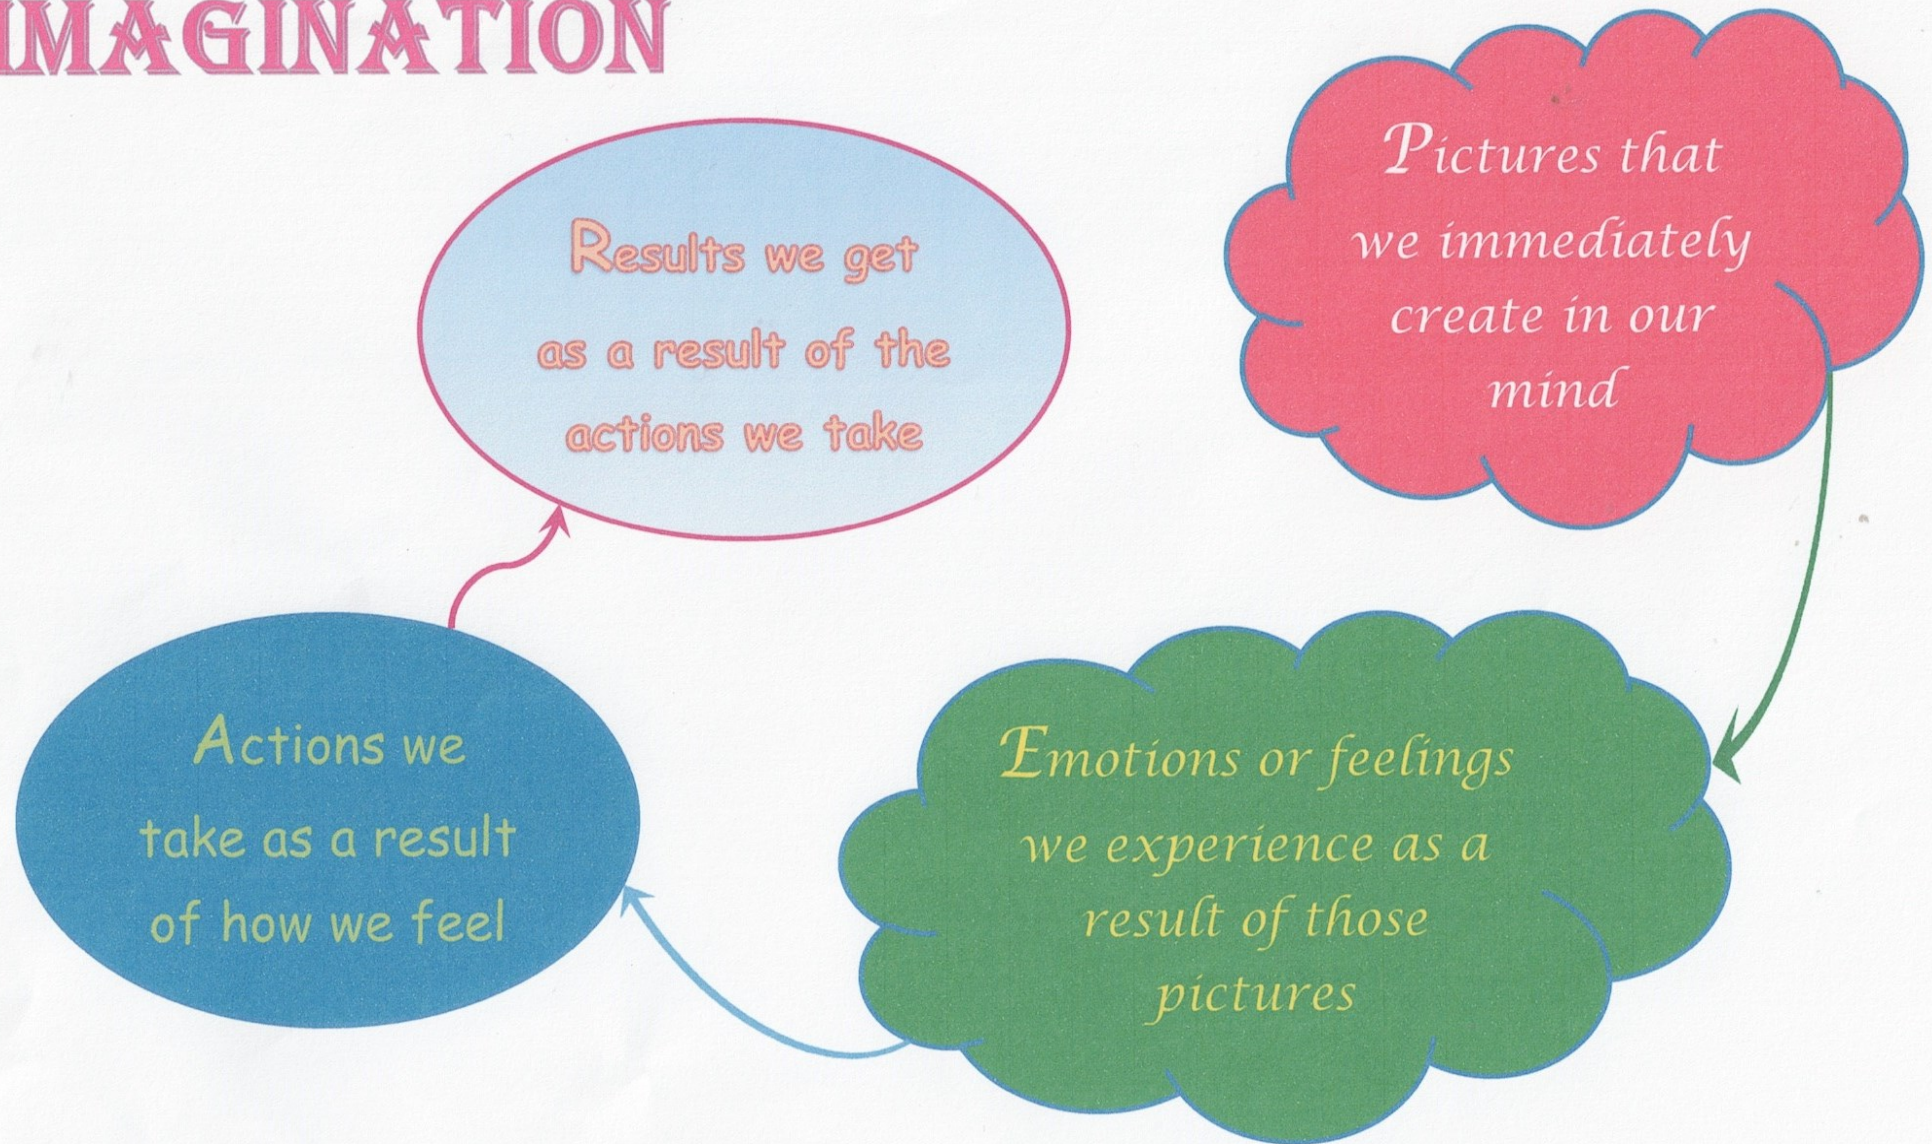 IMAGINATION
Pictures that
we immediately
create in our
mind
Emotions or feelings
we experience as a
result of those
pictures
Actions we
take as a result
of how we feel
Results we get
as a result of the
actions we take